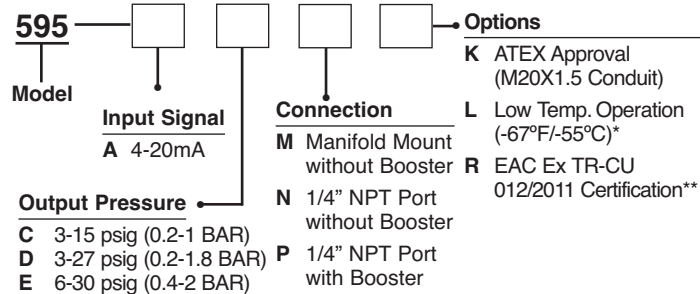 595
Model
Input Signal
A 4-20mA
Output Pressure
C 3-15 psig (0.2-1 BAR)
D 3-27 psig (0.2-1.8 BAR)
E 6-30 psig (0.4-2 BAR)
Connection
M Manifold Mount
without Booster
N 1/4” NPT Port
without Booster
P 1/4” NPT Port
with Booster
Options
K ATEX Approval
(M20X1.5 Conduit)
L Low Temp. Operation
(-67ºF/-55ºC)*
R EAC Ex TR-CU
012/2011 Certification**